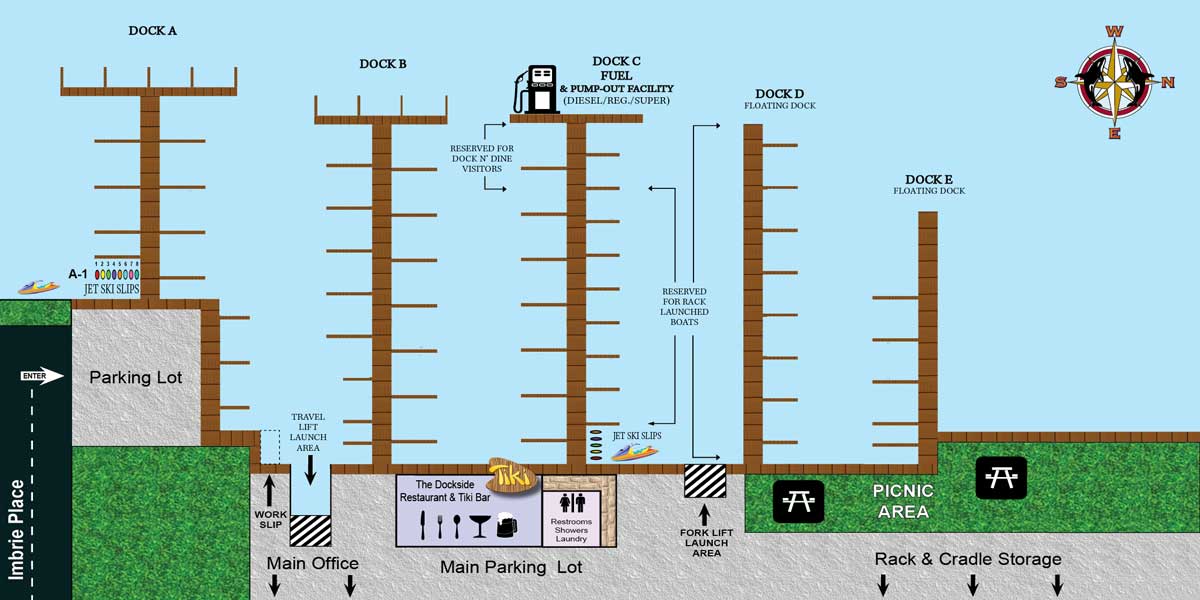 DOCK A
DOCK B
DOCK C
FUEL
& PUMP-OUT FACILITY
(DIESEL/REG./SUPER)
DOCK D
FLOATING DOCK
DOCK E
FLOATING DOCK
W
S
N
E
RESERVED FOR
DOCK N' DINE
VISITORS
RESERVED
FOR RACK
LAUNCHED
BOATS
1 2 3 4 5 6 7 8
A-1
JET SKI SLIPS
ENTER
Parking Lot
TRAVEL
LIFT
LAUNCH
AREA
JET SKI SLIPS
Imbrie Place
WORK
SLIP
Main Office
The Dockside
Restaurant & Tiki Bar
Tiki
Restrooms
Showers
Laundry
Main Parking Lot
FORK LIFT
LAUNCH
AREA
PICNIC
AREA
Rack & Cradle Storage